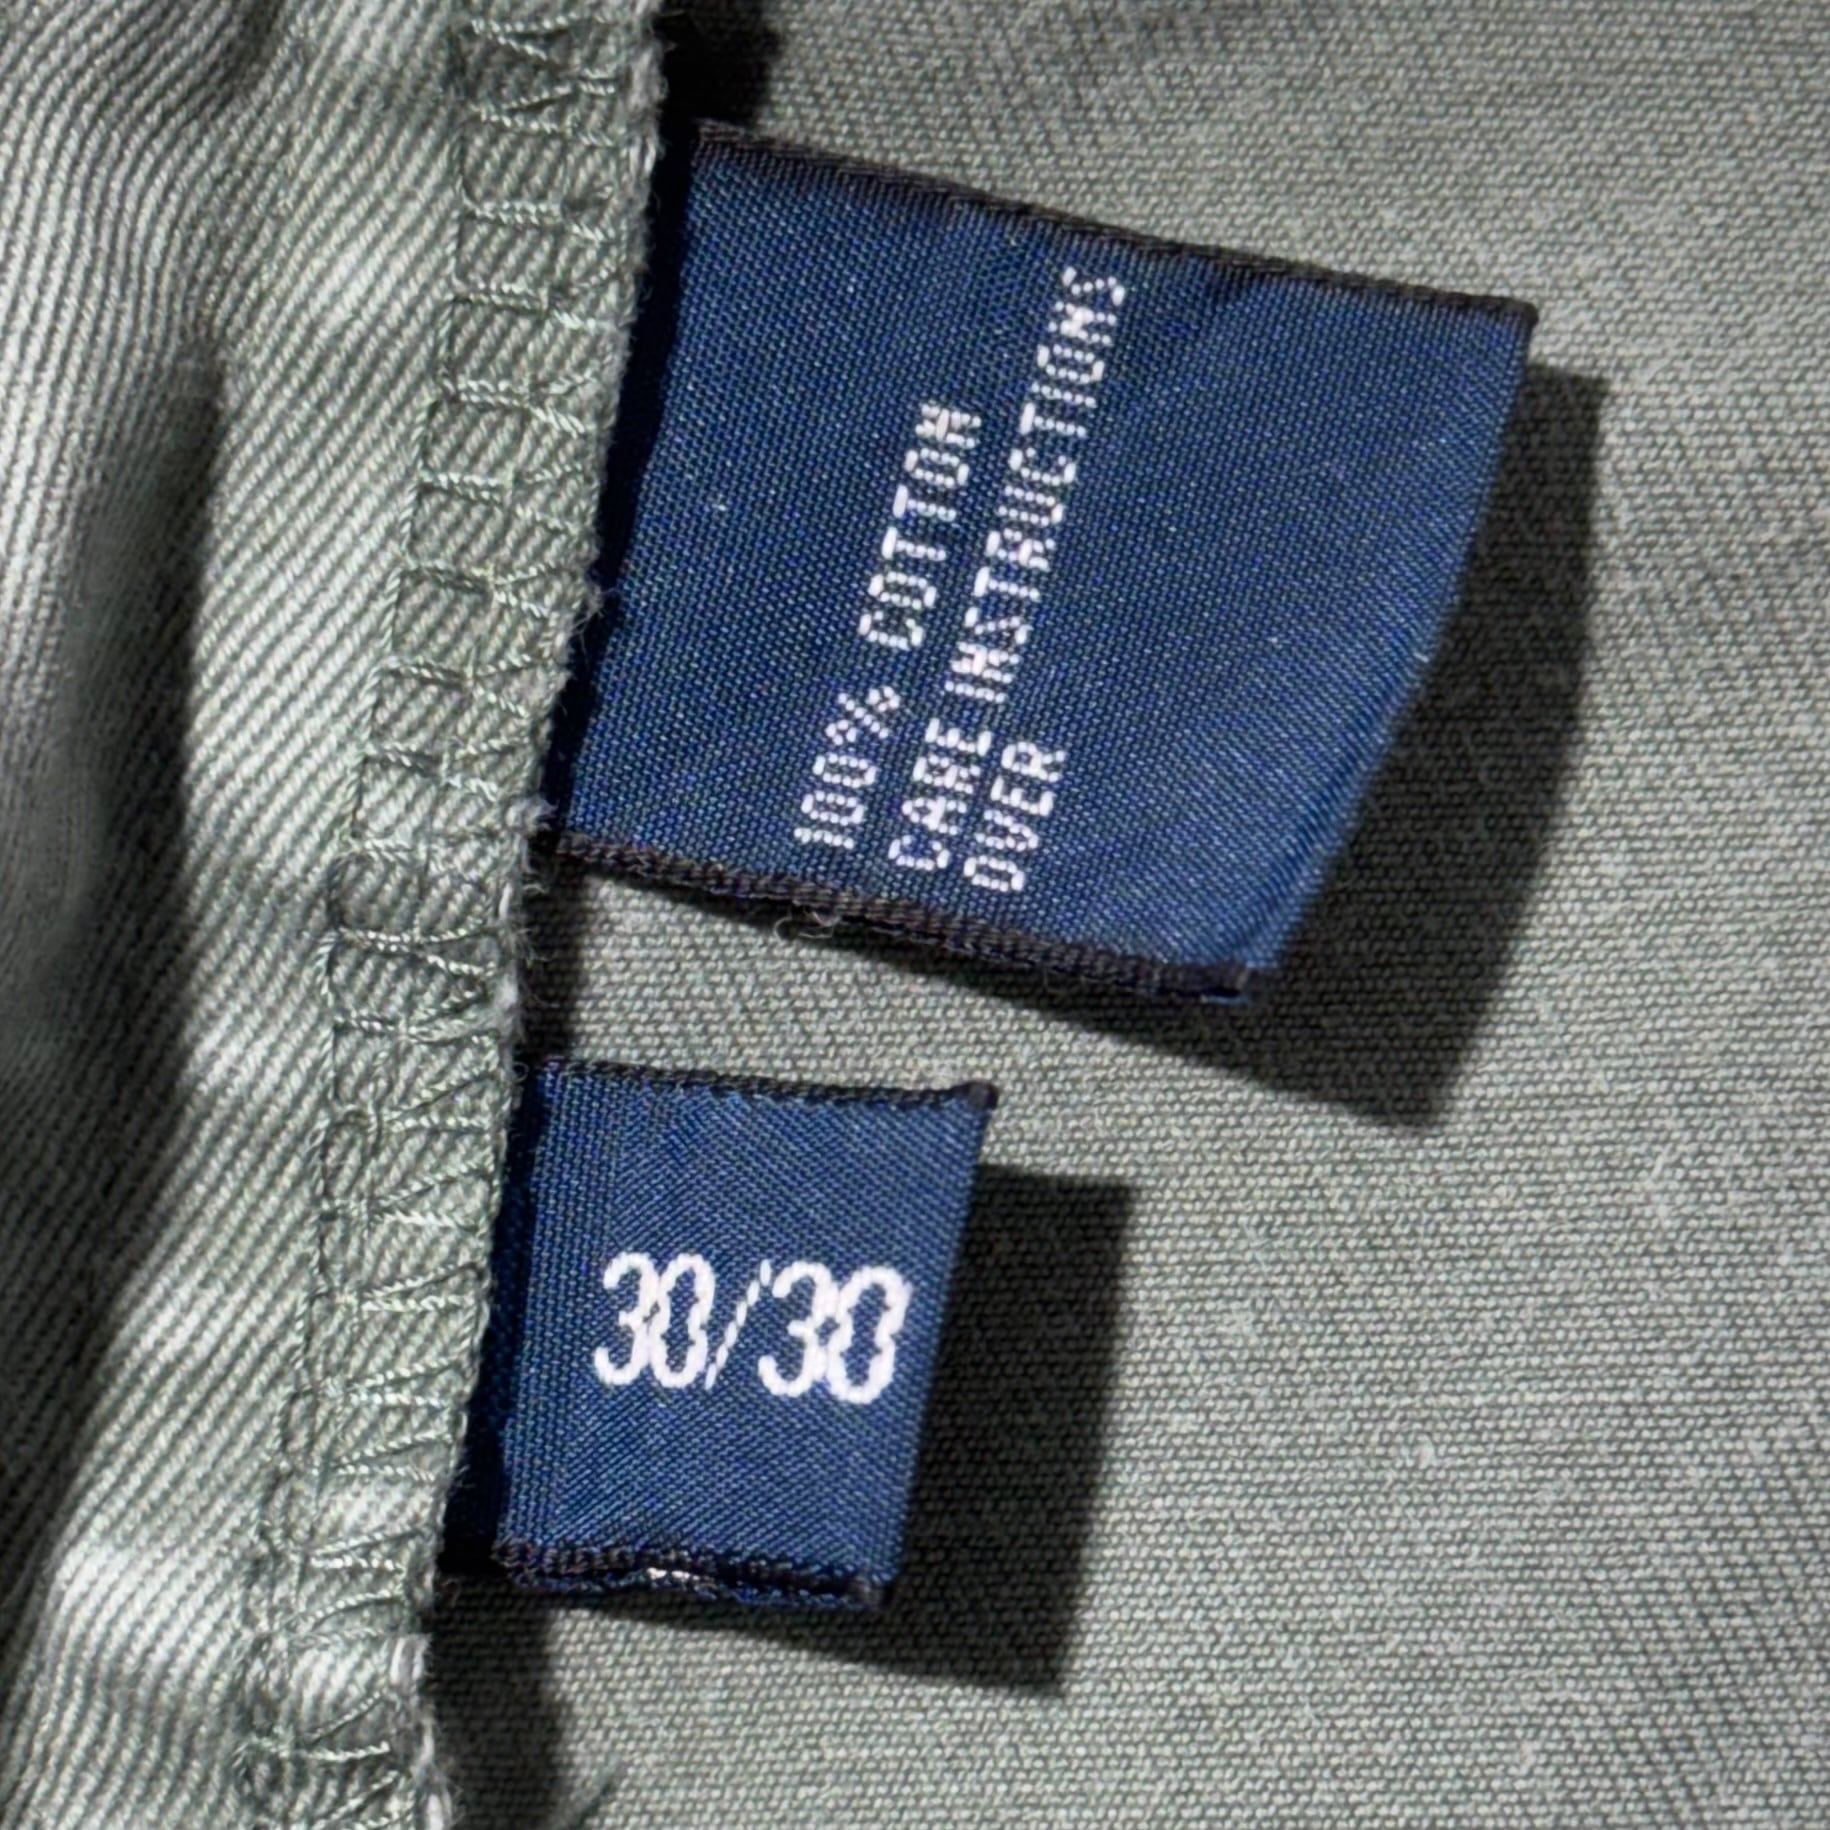 100% COTTON
CARE INSTRUCTIONS
OVER
30/30